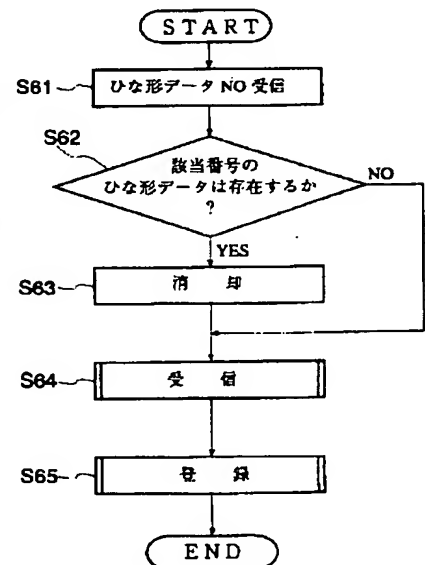 START
S61
ひな形データNO受信
S62
該当番号の
ひな形データは存在するか
?
NO
YES
S63
消 却
S64
受 信
S65
登 録
END